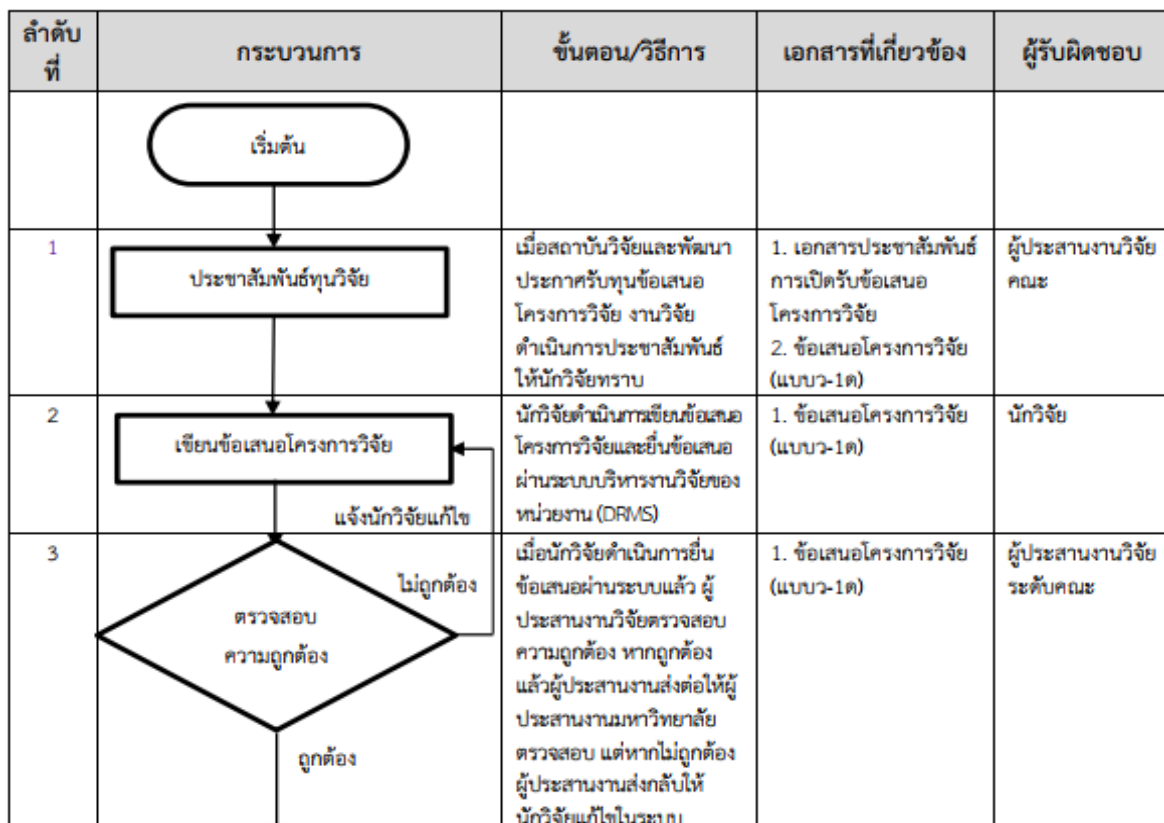 ลำดับ
ที่
กระบวนการ
ขั้นตอน/วิธีการ
เอกสารที่เกี่ยวข้อง
ผู้รับผิดชอบ
เริ่มต้น
1
ประชาสัมพันธ์ทุนวิจัย
เมื่อสถาบันวิจัยและพัฒนา
ประกาศรับทุนข้อเสนอ
โครงการวิจัย งานวิจัย
ดำเนินการประชาสัมพันธ์
ให้นักวิจัยทราบ
1. เอกสารประชาสัมพันธ์
การเปิดรับข้อเสนอ
โครงการวิจัย
2. ข้อเสนอโครงการวิจัย
(แบบว-1ด)
ผู้ประสานงานวิจัย
คณะ
2
เขียนข้อเสนอโครงการวิจัย
แจ้งนักวิจัยแก้ไข
นักวิจัยดำเนินการเขียนข้อเสนอ
โครงการวิจัยและยื่นข้อเสนอ
ผ่านระบบบริหารงานวิจัยของ
หน่วยงาน (DRMS)
1. ข้อเสนอโครงการวิจัย
(แบบว-1ด)
นักวิจัย
3
ไม่ถูกต้อง
ตรวจสอบ
ความถูกต้อง
ถูกต้อง
เมื่อนักวิจัยดำเนินการยื่น
ข้อเสนอผ่านระบบแล้ว ผู้
ประสานงานวิจัยตรวจสอบ
ความถูกต้อง หากถูกต้อง
แล้วผู้ประสานงานส่งต่อให้ผู้
ประสานงานมหาวิทยาลัย
ตรวจสอบ แต่หากไม่ถูกต้อง
ผู้ประสานงานส่งกลับให้
นักวิจัยแก้ไขในระบบ
1. ข้อเสนอโครงการวิจัย
(แบบว-1ด)
ผู้ประสานงานวิจัย
ระดับคณะ